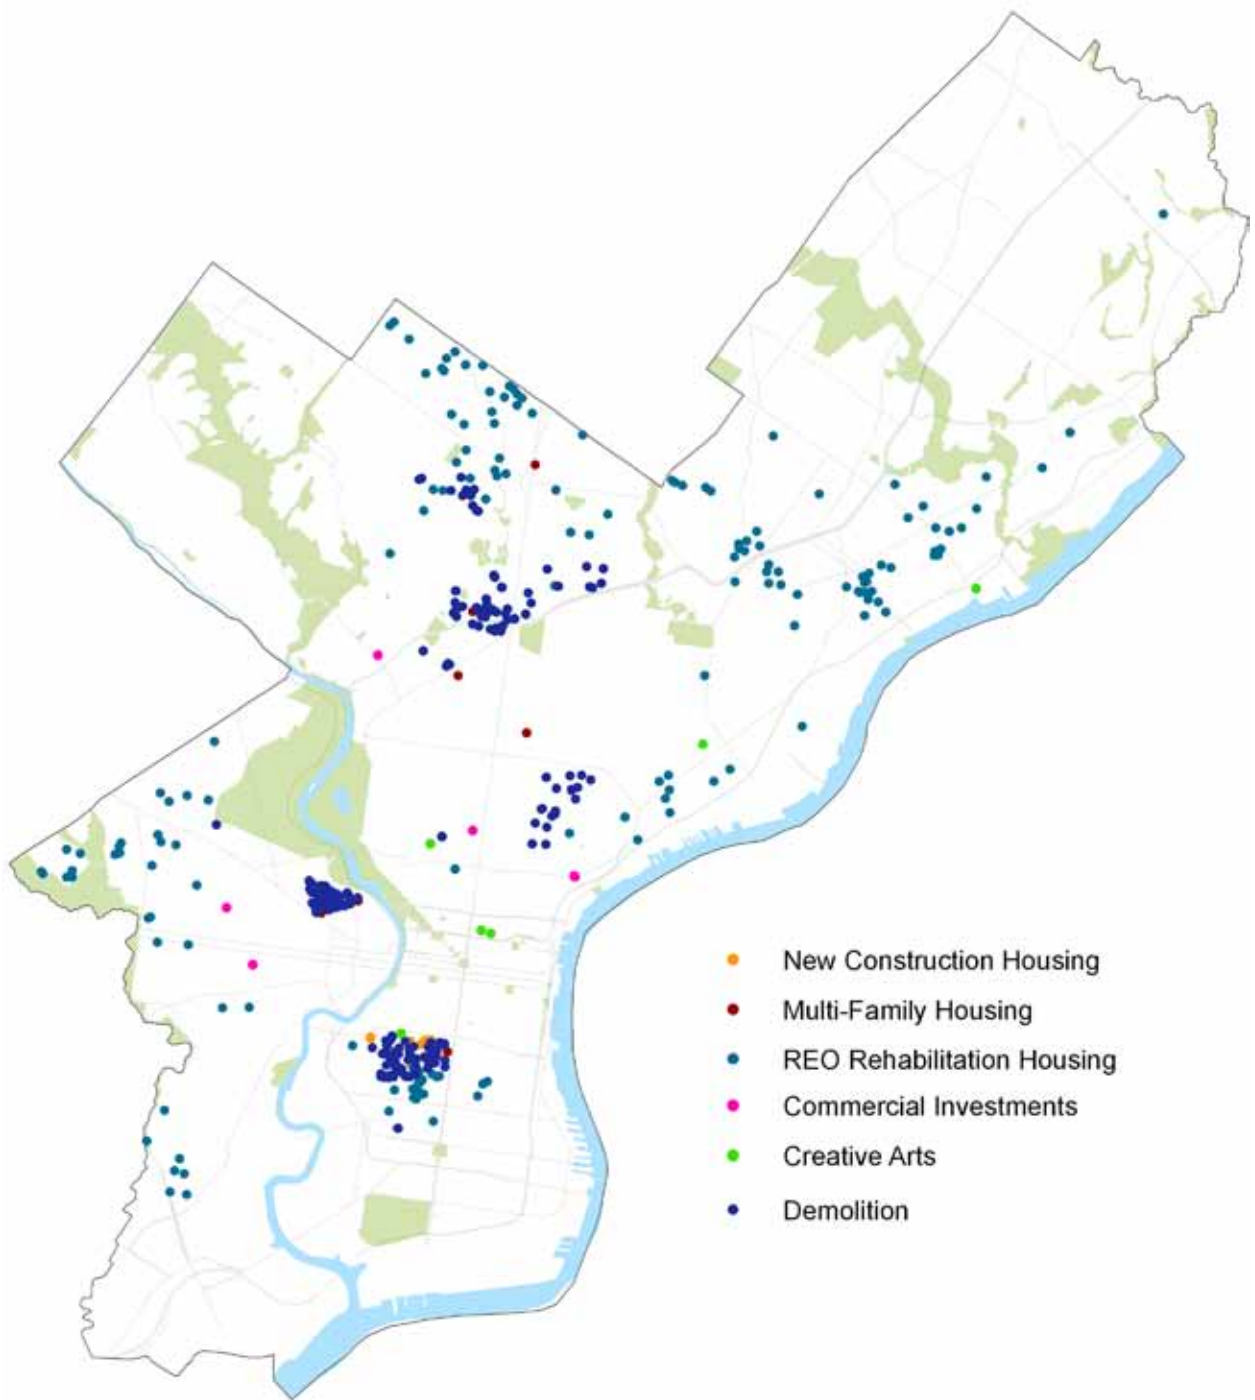 New Construction Housing
Multi-Family Housing
REO Rehabilitation Housing
Commercial Investments
Creative Arts
Demolition